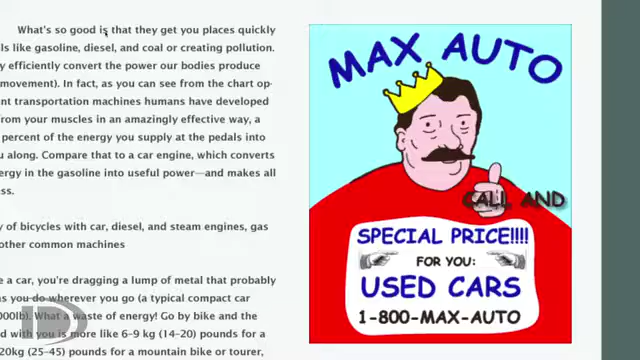 What's so good is that they get you places quickly
ls like gasoline, diesel, and coal or creating pollution.
y efficiently convert the power our bodies produce
movement). In fact, as you can see from the chart op-
nt transportation machines humans have developed
rom your muscles in an amazingly effective way, a
percent of the energy you supply at the pedals into
u along. Compare that to a car engine, which converts
ergy in the gasoline into useful power—and makes all
ss.
y of bicycles with car, diesel, and steam engines, gas
other common machines
e a car, you're dragging a lump of metal that probably
as you do wherever you go (a typical compact car
000lb). What a waste of energy! Go by bike and the
d with you is more like 6–9 kg (14–20) pounds for a
20kg (25–45) pounds for a mountain bike or tourer,
MAX AUTO
CALL AND
SPECIAL PRICE!!!!
FOR YOU:
USED CARS
1-800-MAX-AUTO